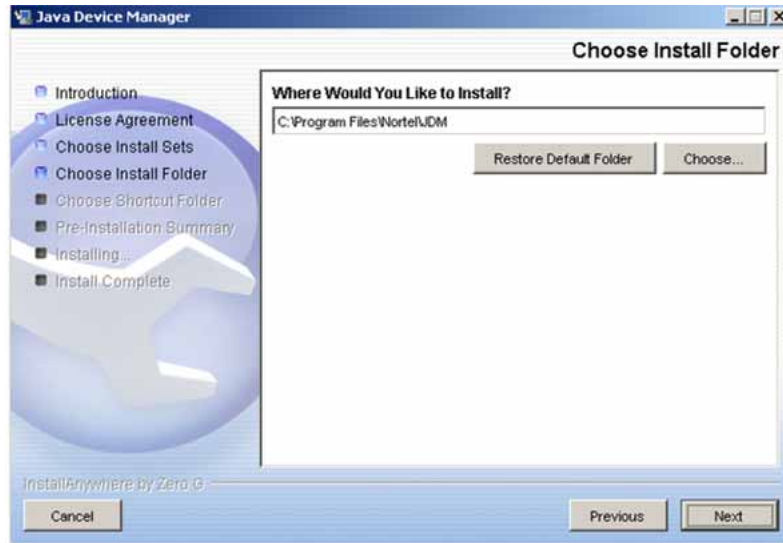 Java Device Manager
Choose Install Folder
Introduction
License Agreement
Choose Install Sets
Choose Install Folder
Choose Shortcut Folder
Pre-Installation Summary
Installing...
Install Complete
Where Would You Like to Install?
C:\Program Files\Nortel\JDM
Restore Default Folder
Choose...
InstallAnywhere by Zero G
Cancel
Previous
Next